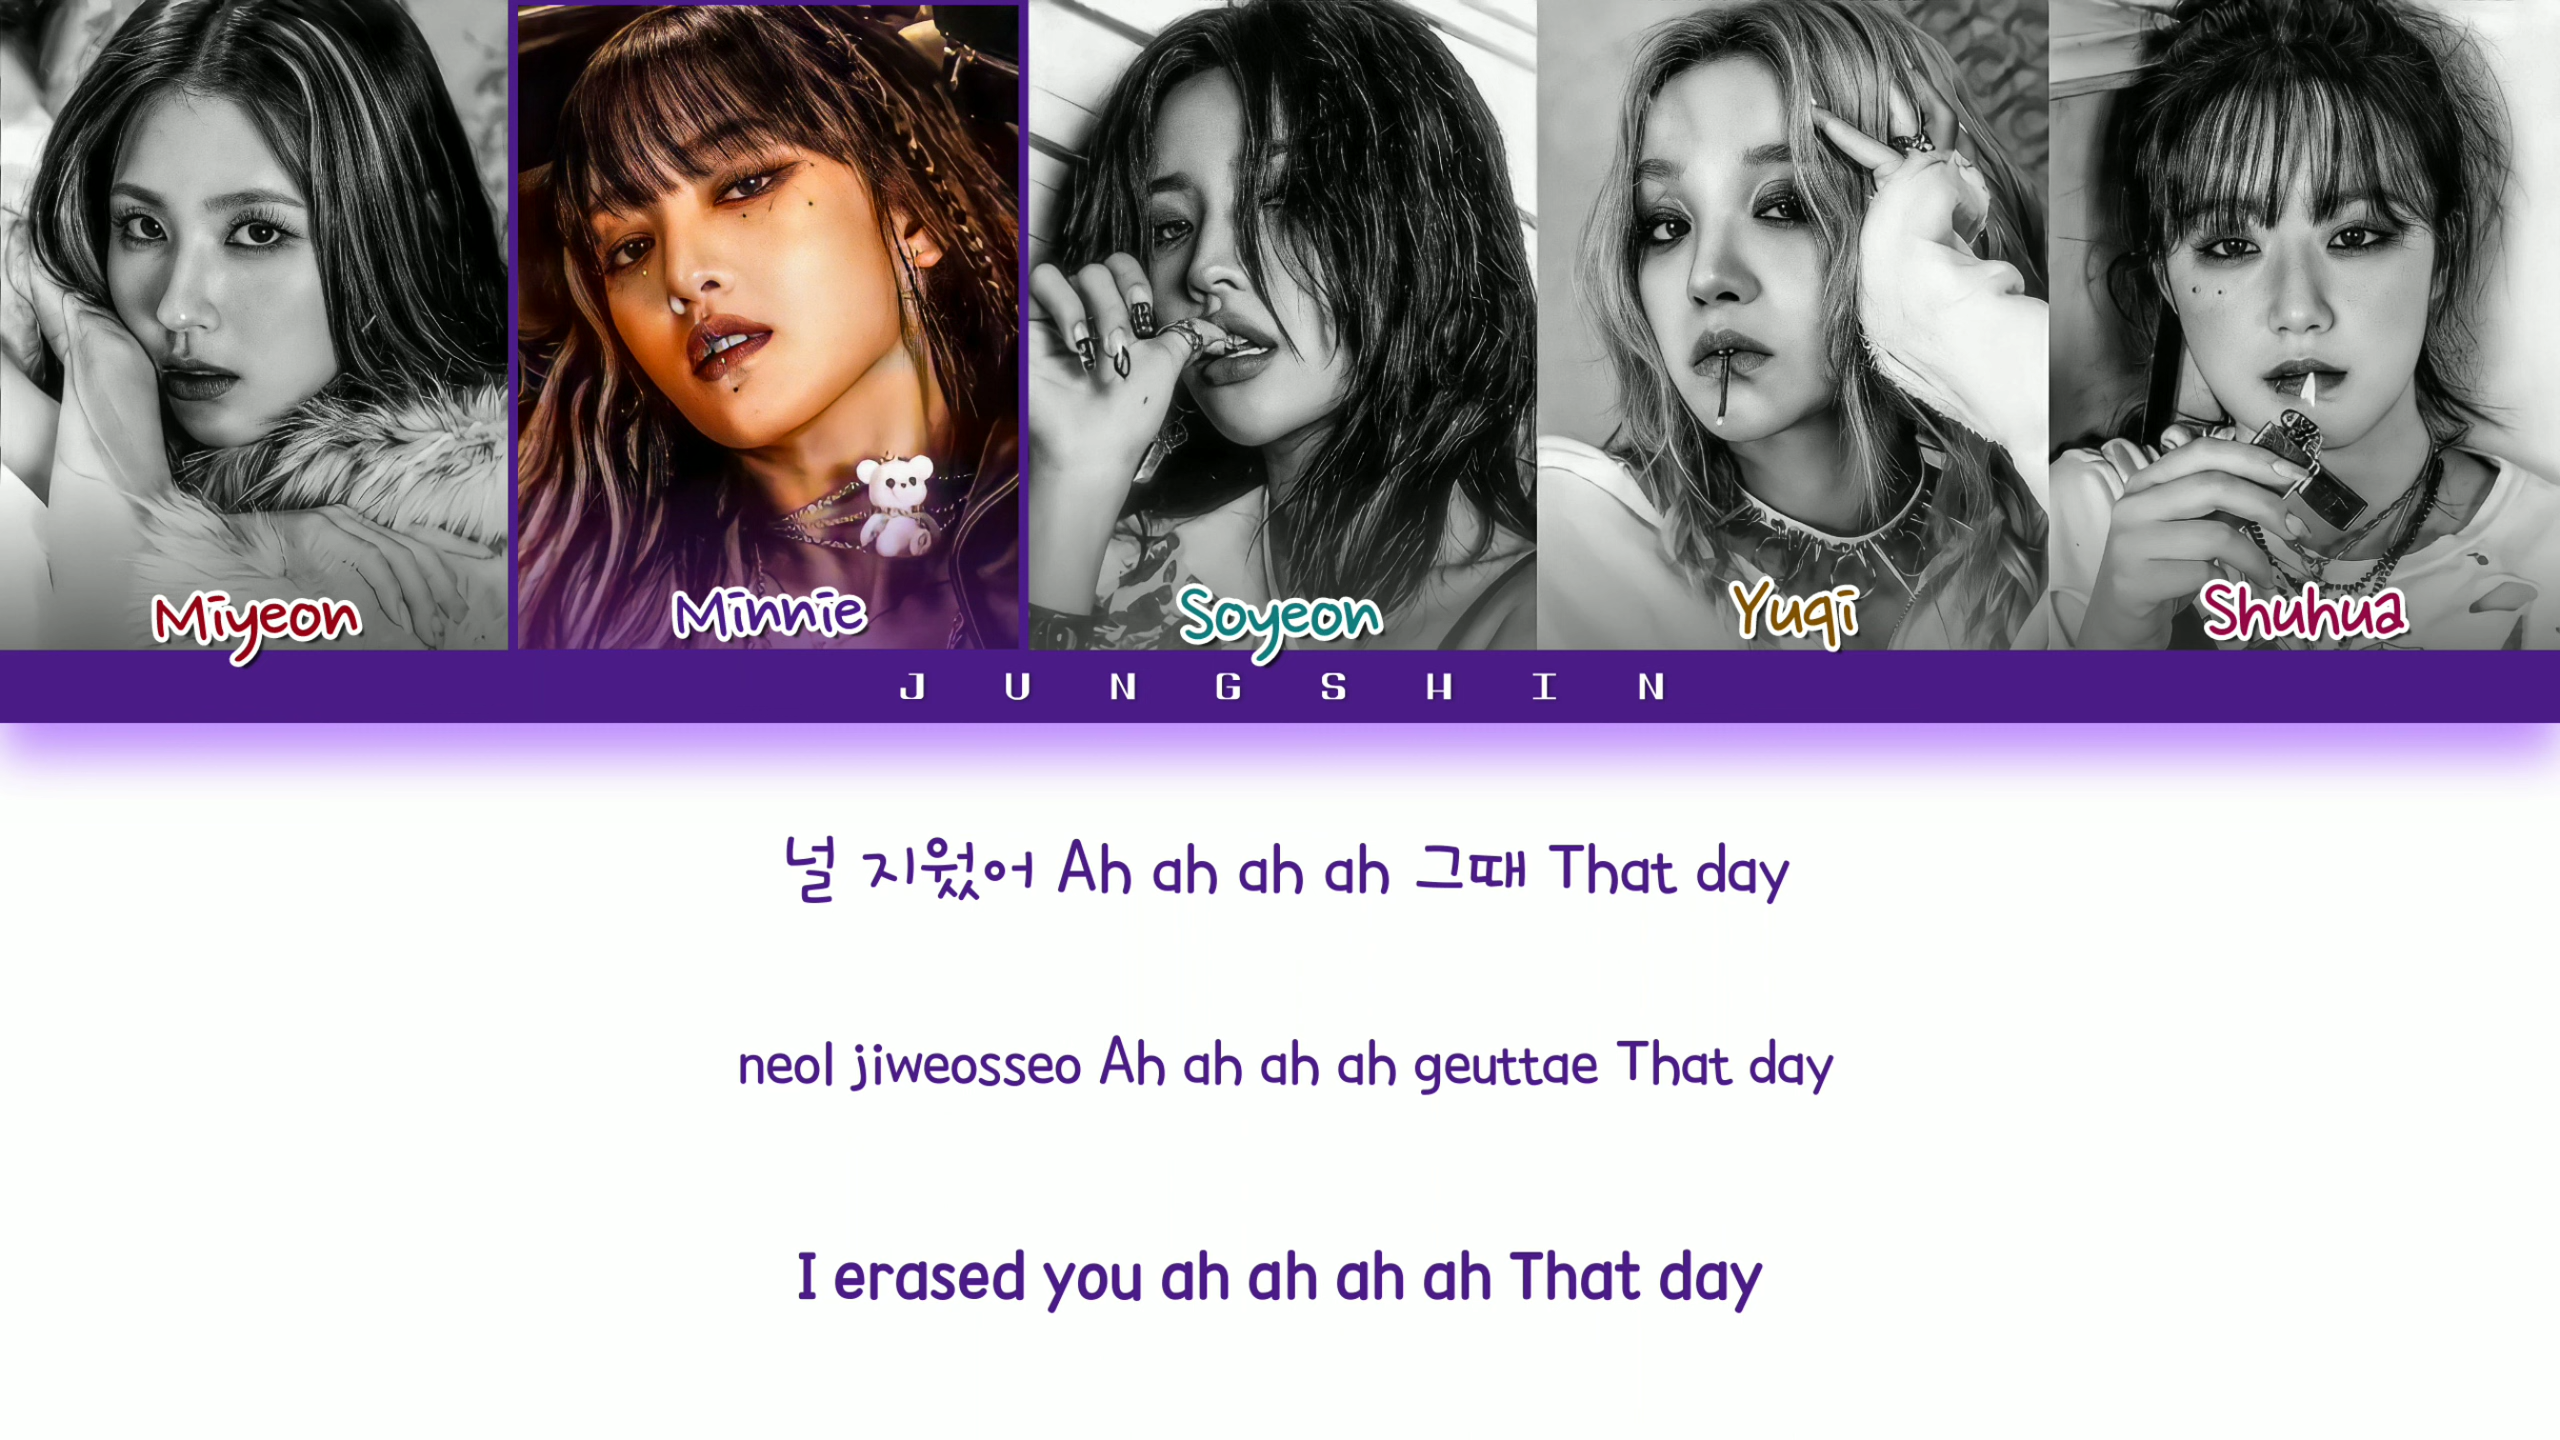 Miyeon
Minnie
Soyeon
Yuqi
Shuhua
JUNGSHIN
널 지웠어 Ah ah ah ah 그때 That day
neol jiweosseo Ah ah ah ah geuttae That day
I erased you ah ah ah ah That day